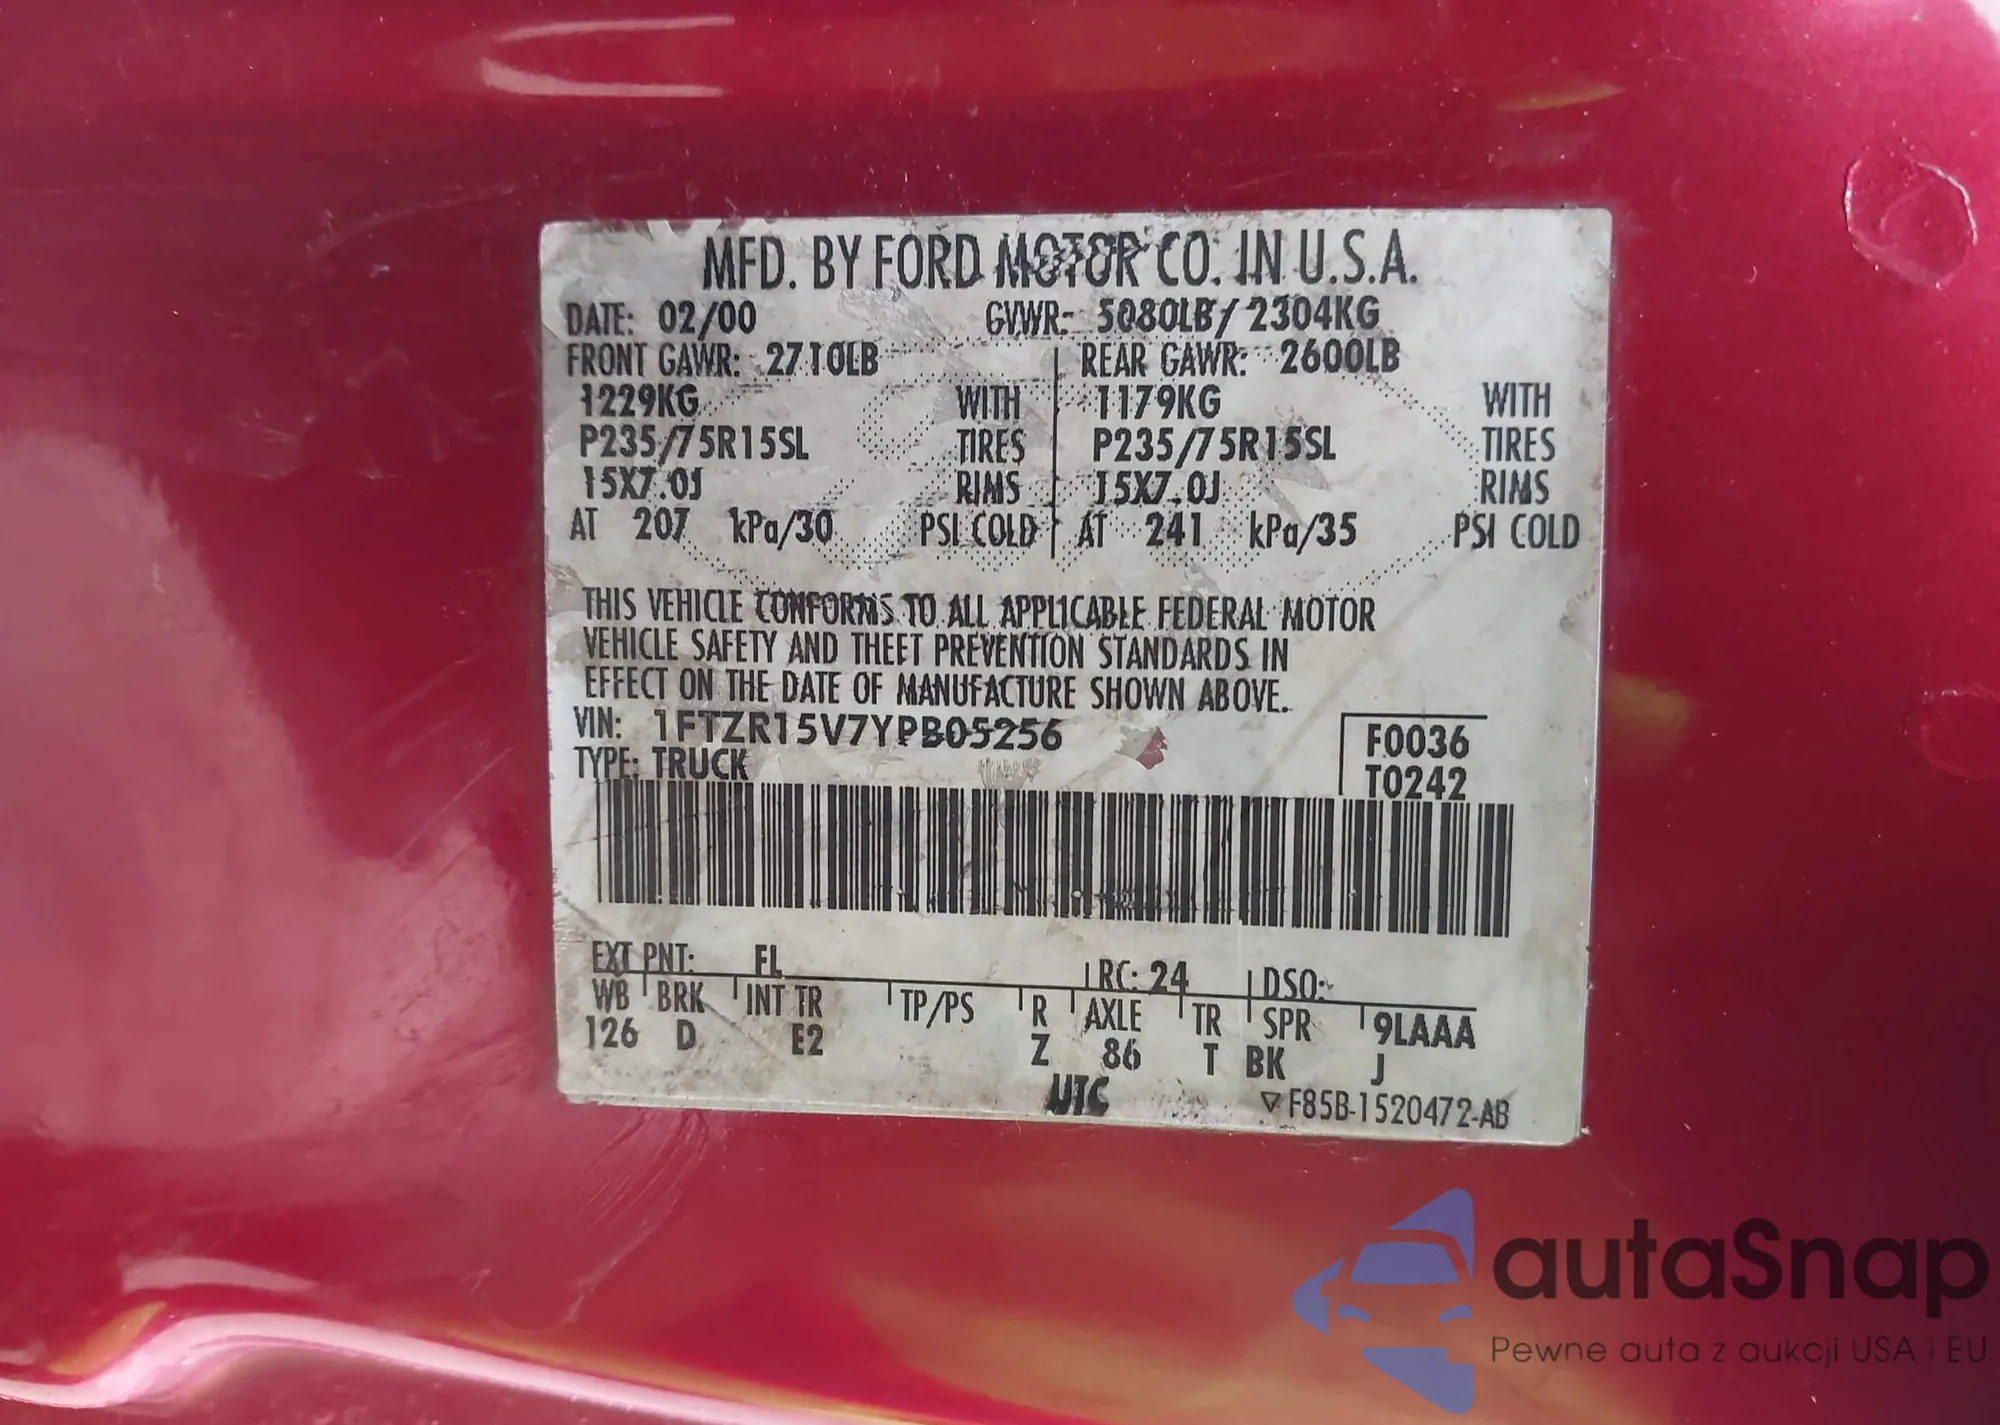 MFD. BY FORD MOTOR CO. IN U.S.A.
DATE: 02/00 GVWR: 5080LB/ 2304KG
FRONT GAWR: 2710LB REAR GAWR: 2600LB
1229KG WITH 1179KG WITH
P235/75R15SL TIRES P235/75R15SL TIRES
15X7.0J RIMS 15X7.0J RIMS
AT 207 kPa/30 PSI COLD AT 241 kPa/35 PSI COLD
THIS VEHICLE CONFORMS TO ALL APPLICABLE FEDERAL MOTOR
VEHICLE SAFETY AND THEFT PREVENTION STANDARDS IN
EFFECT ON THE DATE OF MANUFACTURE SHOWN ABOVE.
VIN: 1FTZR15V7YPB05256 F0036
TYPE: TRUCK T0242
EXT PNT: FL RC: 24 DSO:
WB BRK INT TR TP/PS R AXLE TR SPR 9LAAA
126 D E2 Z 86 T BK J
UTC ▽F85B-1520472-AB
autaSnap
Pewne auta z aukcji USA i EU